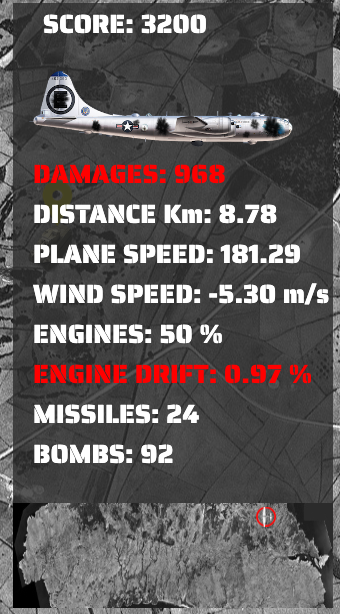 SCORE: 3200
DAMAGES: 968
DISTANCE Km: 8.78
PLANE SPEED: 181.29
WIND SPEED: -5.30 m/s
ENGINES: 50 %
ENGINE DRIFT: 0.97 %
MISSILES: 24
BOMBS: 92